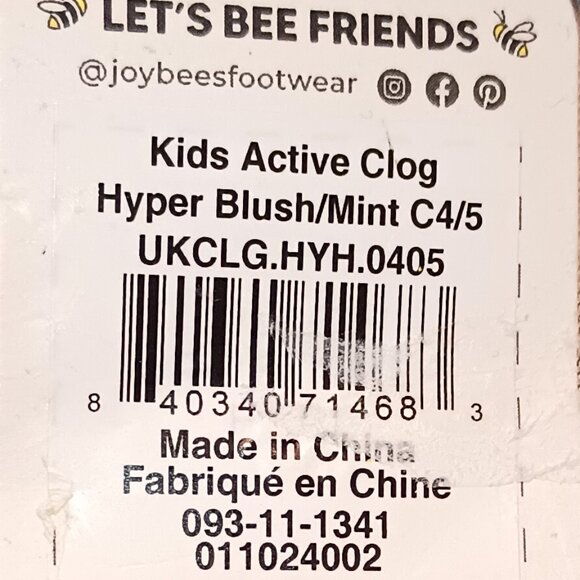 LET'S BEE FRIENDS
@joybeesfootwear
Kids Active Clog
Hyper Blush/Mint C4/5
UKCLG.HYH.0405
8 40340 71468 3
Made in China
Fabriqué en Chine
093-11-1341
011024002